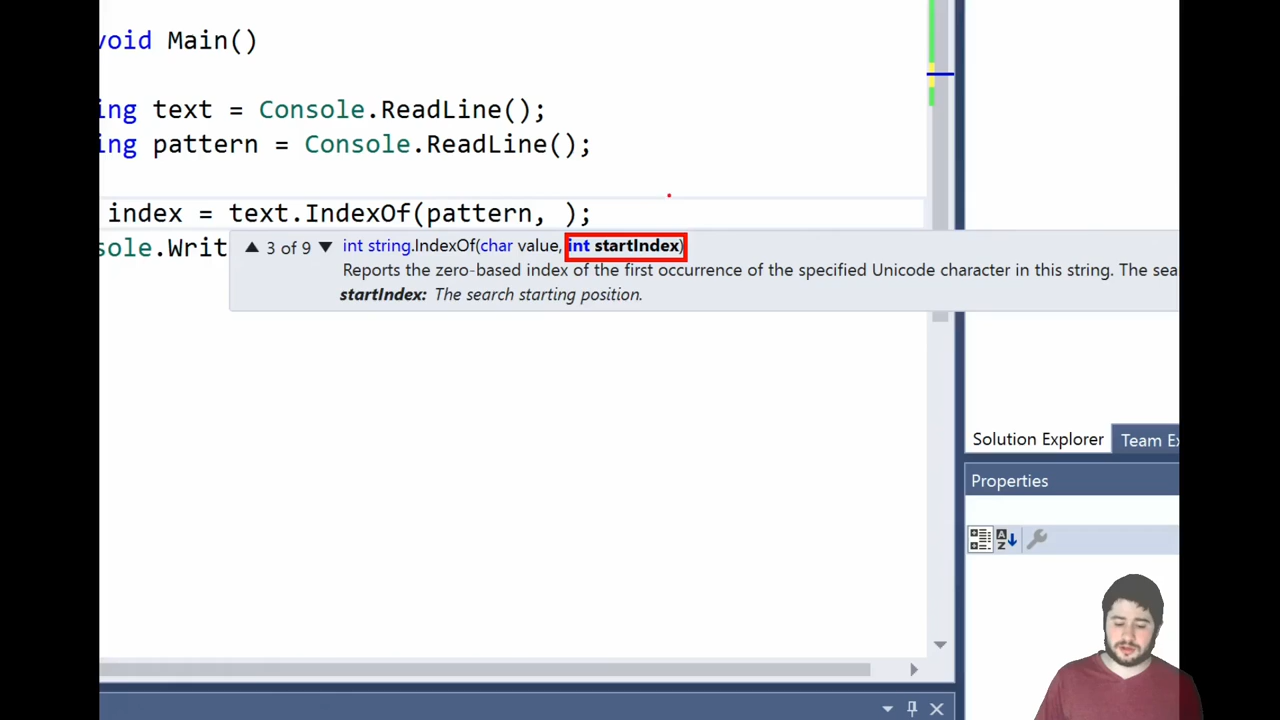 void Main()
ing text = Console.ReadLine();
ing pattern = Console.ReadLine();
index = text.IndexOf(pattern, );
sole.Writ
▲ 3 of 9 ▼ int string.IndexOf(char value, int startIndex)
Reports the zero-based index of the first occurrence of the specified Unicode character in this string. The sea
startIndex: The search starting position.
Solution Explorer
Team Ex
Properties